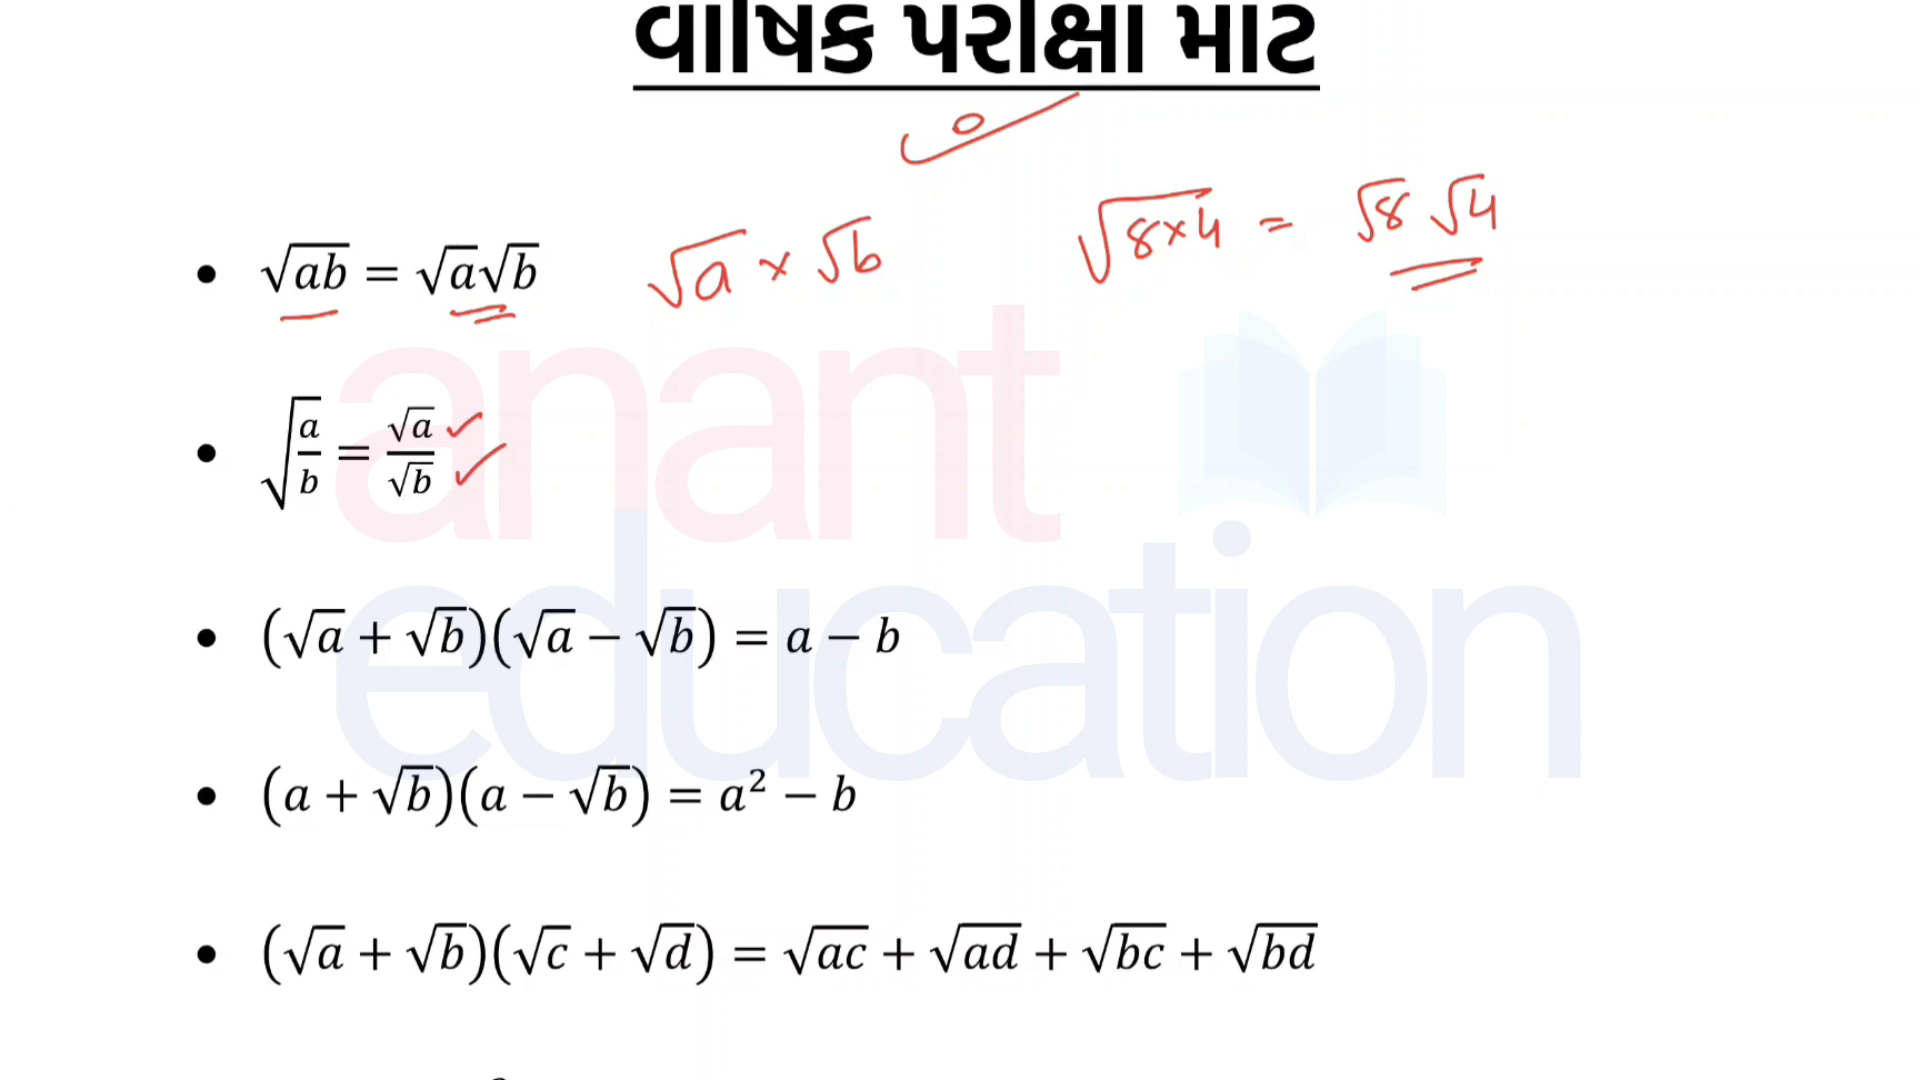 વાર્ષિક પરીક્ષા માટે
• √ab = √a√b √a × √b √8×4 = √8 √4
• √(a/b) = √a/√b
• (√a + √b)(√a − √b) = a − b
• (a + √b)(a − √b) = a² − b
• (√a + √b)(√c + √d) = √ac + √ad + √bc + √bd
anant
education